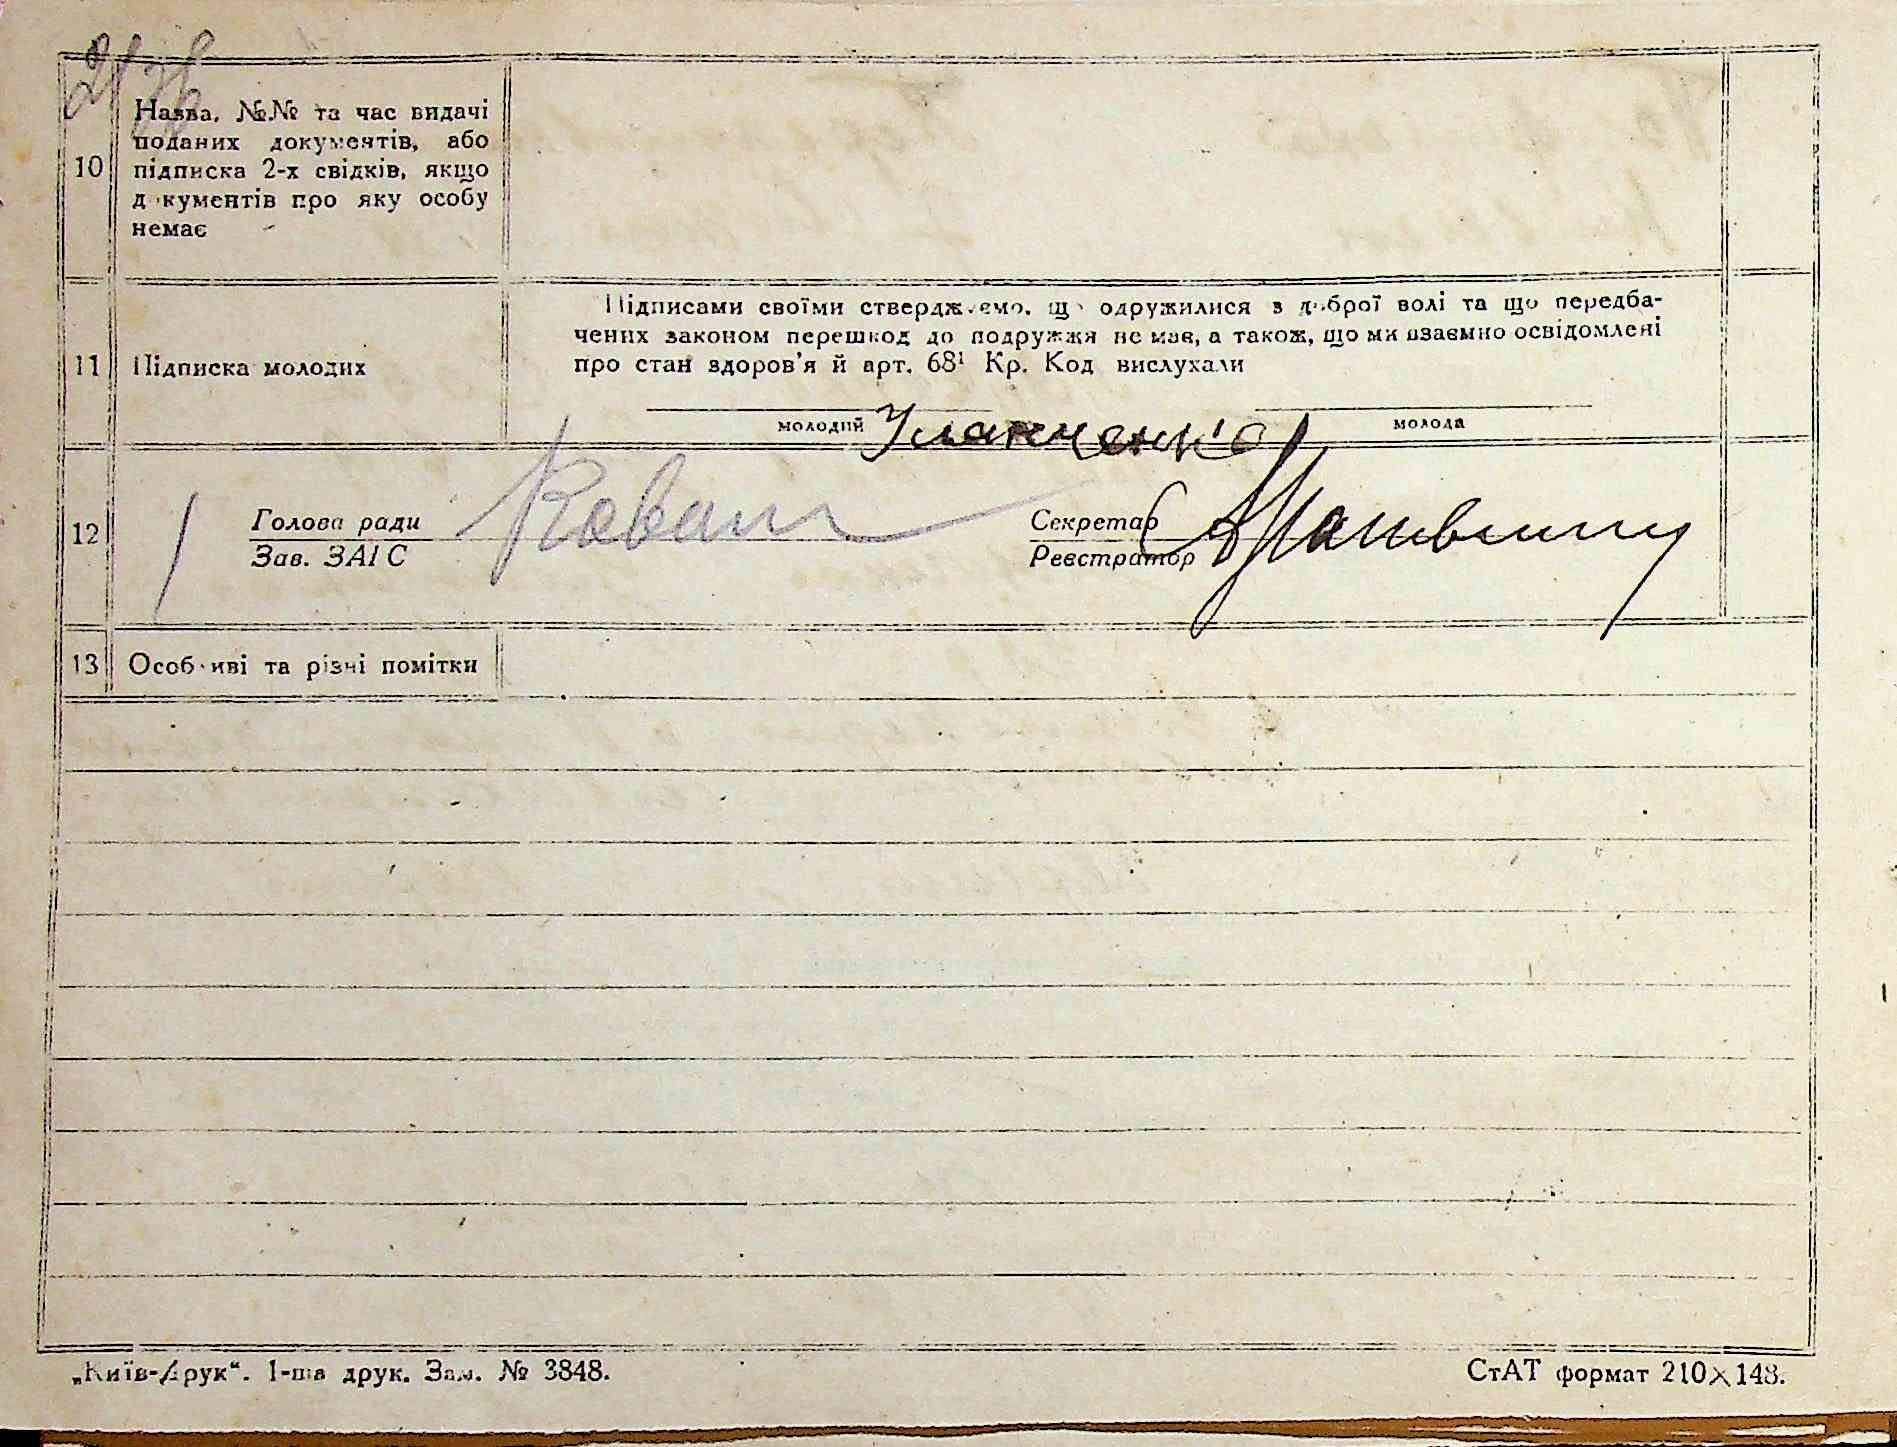 10
Назва, №№ та час видачі
поданих документів, або
підписка 2-х свідків, якщо
документів про яку особу
немає
11 Підписка молодих
Підписами своїми стверджуємо, що одружилися з доброї волі та що передба-
чених законом перешкод до подружжя не має, а також, що ми взаємно освідомлені
про стан здоров'я й арт. 68¹ Кр. Код вислухали
молодий молода
12
Голова ради
Зав. ЗАГС
Секретар
Реєстратор
13 Особливі та різні помітки
„Київ-Друк“. 1-ша друк. Зам. № 3848. СтАТ формат 210×148.